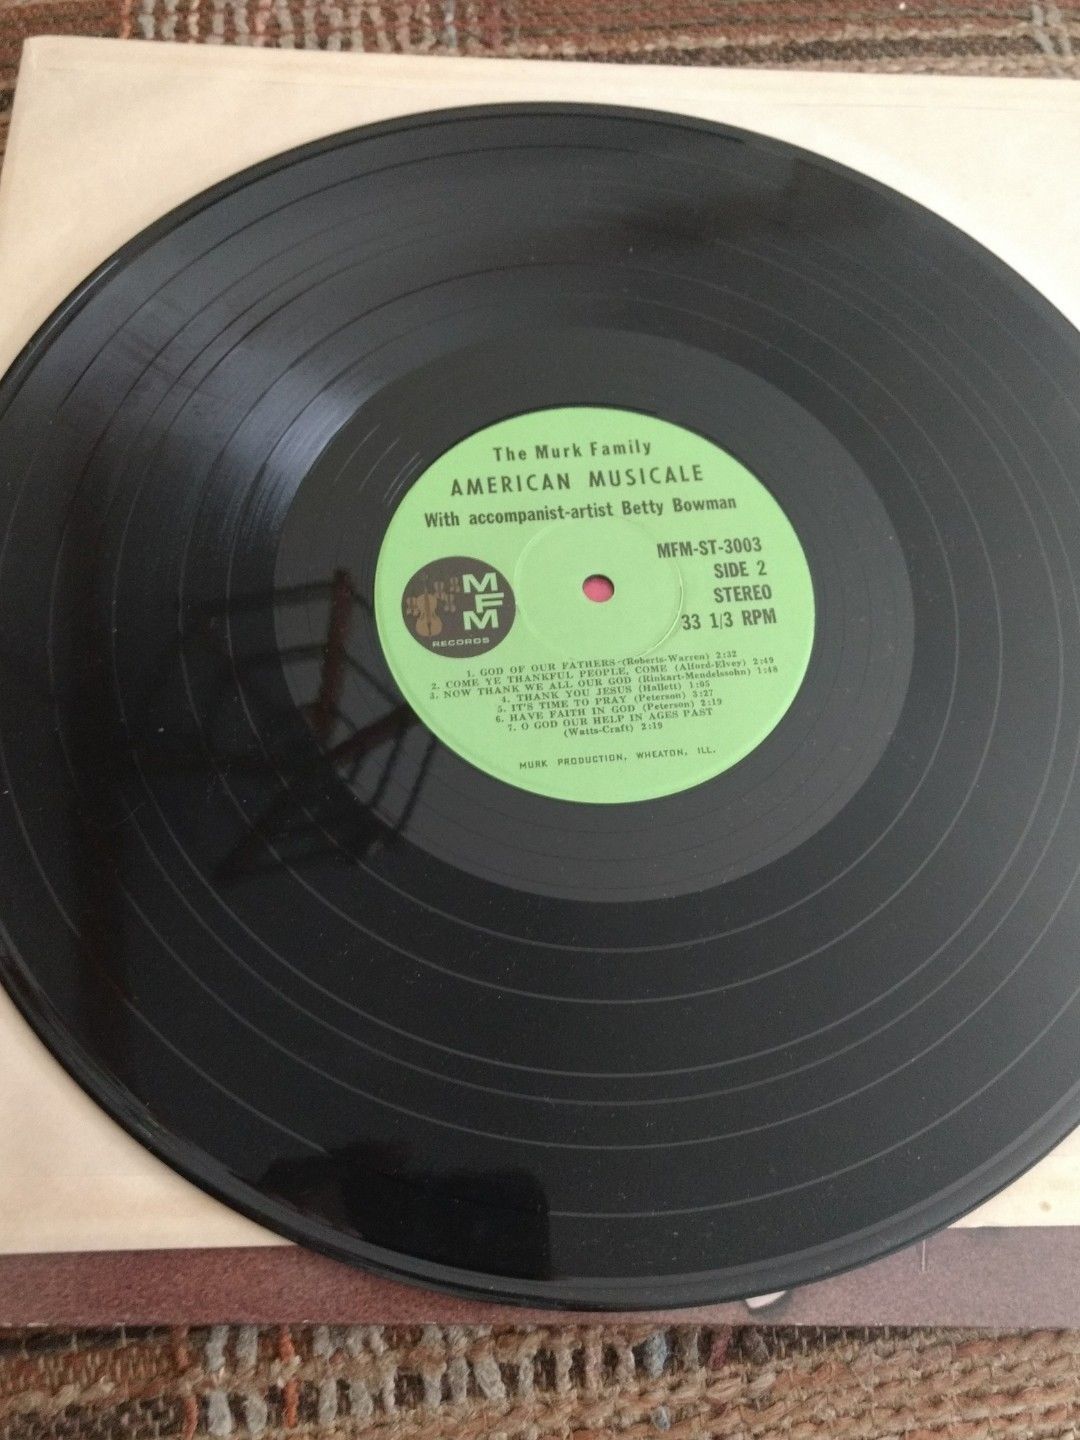 The Murk Family
AMERICAN MUSICALE
With accompanist-artist Betty Bowman
MFM-ST-3003
SIDE 2
STEREO
33 1/3 RPM
MFM
RECORDS
1. GOD OF OUR FATHERS-(Roberts-Warren) 2:32
2. COME YE THANKFUL PEOPLE, COME (Alford-Elvey) 2:49
3. NOW THANK WE ALL OUR GOD (Rinkart-Mendelssohn) 1:48
4. THANK YOU JESUS (Hallett) 1:05
5. IT'S TIME TO PRAY (Peterson) 3:27
6. HAVE FAITH IN GOD (Peterson) 2:19
7. O GOD OUR HELP IN AGES PAST
(Watts-Craft) 2:19
MURK PRODUCTION, WHEATON, ILL.